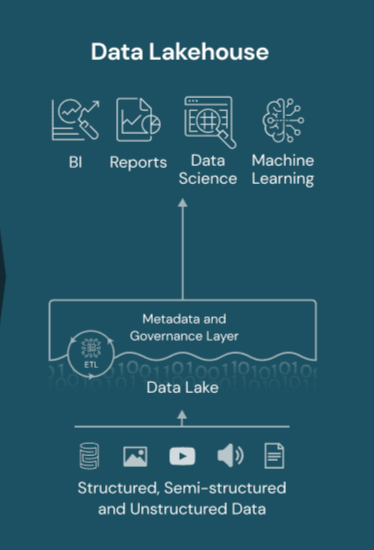 Data Lakehouse
BI
Reports
Data
Science
Machine
Learning
Metadata and
Governance Layer
ETL
Data Lake
Structured, Semi-structured
and Unstructured Data